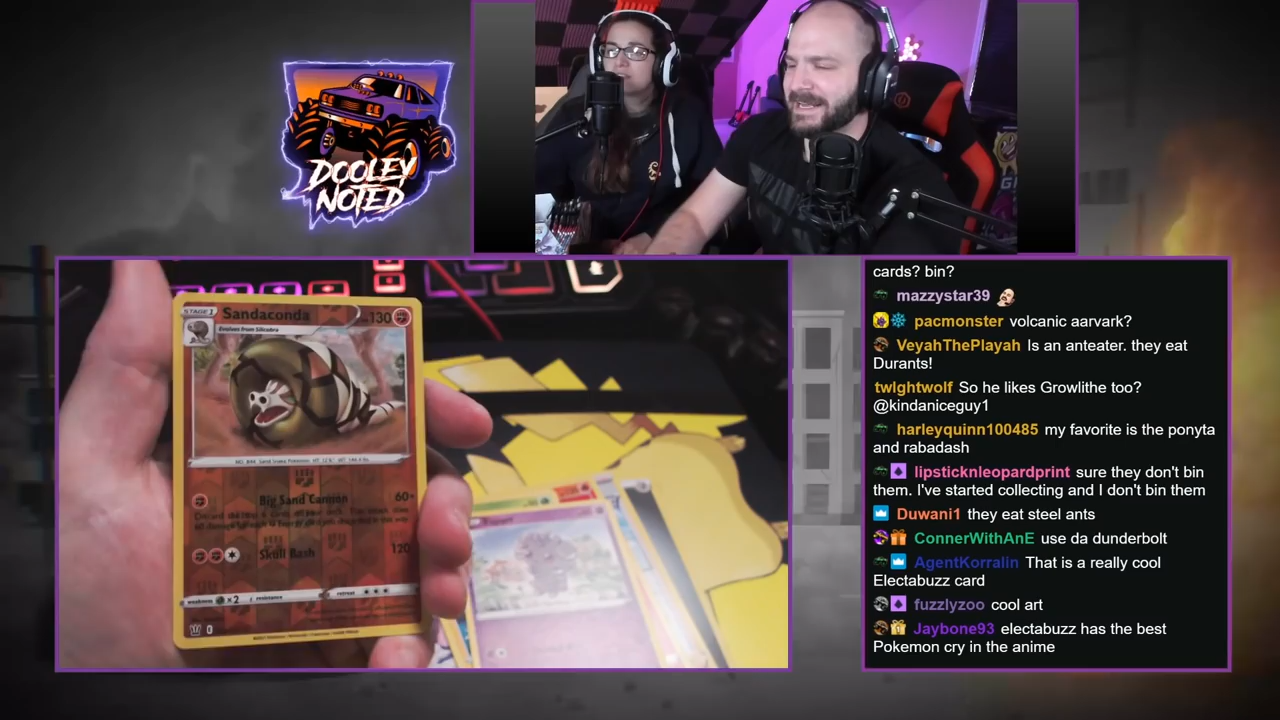 DOOLEY
NOTED
cards? bin?
mazzystar39
pacmonster volcanic aarvark?
VeyahThePlayah Is an anteater. they eat
Durants!
twlghtwolf So he likes Growlithe too?
@kindaniceguy1
harleyquinn100485 my favorite is the ponyta
and rabadash
lipsticknleopardprint sure they don't bin
them. I've started collecting and I don't bin them
Duwani1 they eat steel ants
ConnerWithAnE use da dunderbolt
AgentKorralin That is a really cool
Electabuzz card
fuzzlyzoo cool art
Jaybone93 electabuzz has the best
Pokemon cry in the anime
STAGE 1
Sandaconda
130
Evolves from Silicobra
Big Sand Cannon 60
Skull Bash 120
weakness ×2 resistance retreat